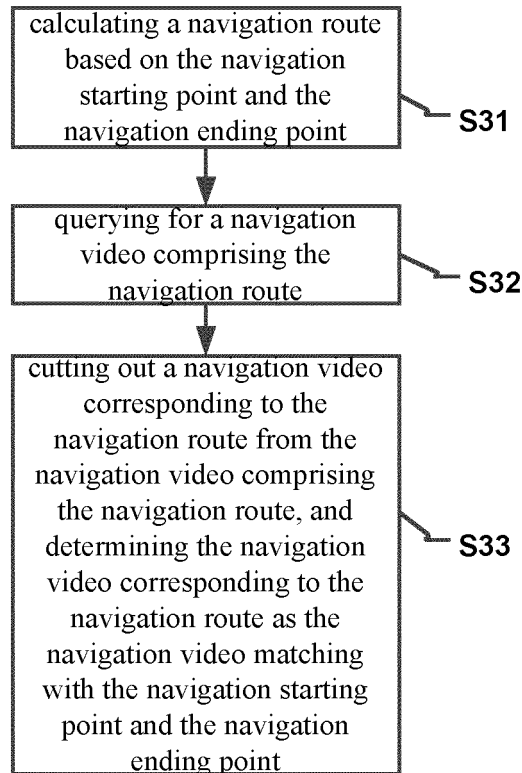 calculating a navigation route
based on the navigation
starting point and the
navigation ending point
S31
querying for a navigation
video comprising the
navigation route
S32
cutting out a navigation video
corresponding to the
navigation route from the
navigation video comprising
the navigation route, and
determining the navigation
video corresponding to the
navigation route as the
navigation video matching
with the navigation starting
point and the navigation
ending point
S33